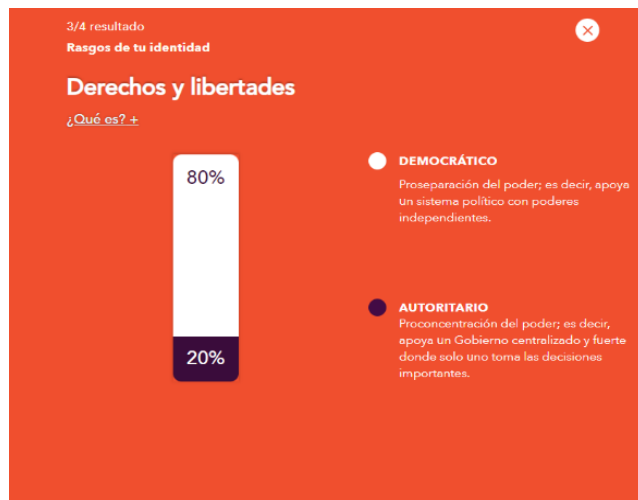 3/4 resultado
Rasgos de tu identidad
Derechos y libertades
¿Qué es? +
80%
20%
DEMOCRÁTICO
Proseparación del poder; es decir, apoya
un sistema político con poderes
independientes.
AUTORITARIO
Proconcentración del poder; es decir,
apoya un Gobierno centralizado y fuerte
donde solo uno toma las decisiones
importantes.